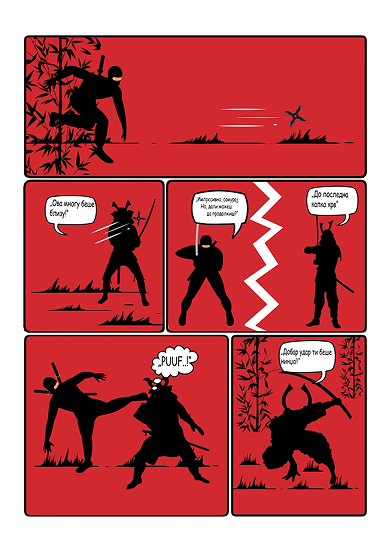 „Ова многу беше
близу!"
„Импресивно, самурај.
Но, дали можеш
да продолжиш?"
„До последна
капка крв"
„PUUF..!"
„Добар удар ти беше
нинџо!"